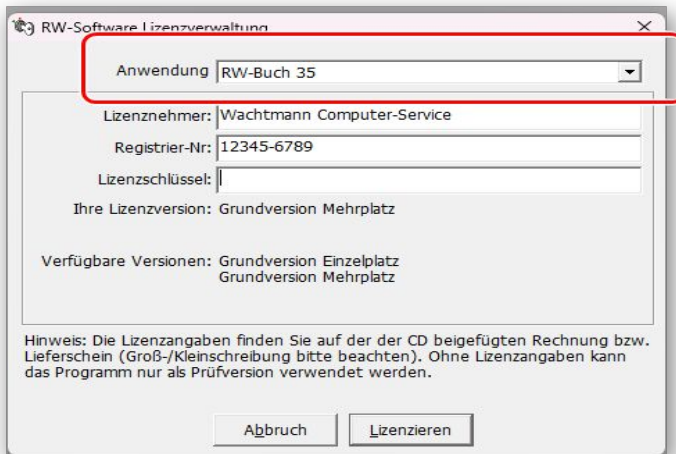 RW-Software Lizenzverwaltung
Anwendung RW-Buch 35
Lizenznehmer: Wachtmann Computer-Service
Registrier-Nr: 12345-6789
Lizenzschlüssel:
Ihre Lizenzversion: Grundversion Mehrplatz
Verfügbare Versionen: Grundversion Einzelplatz
Grundversion Mehrplatz
Hinweis: Die Lizenzangaben finden Sie auf der der CD beigefügten Rechnung bzw.
Lieferschein (Groß-/Kleinschreibung bitte beachten). Ohne Lizenzangaben kann
das Programm nur als Prüfversion verwendet werden.
Abbruch Lizenzieren